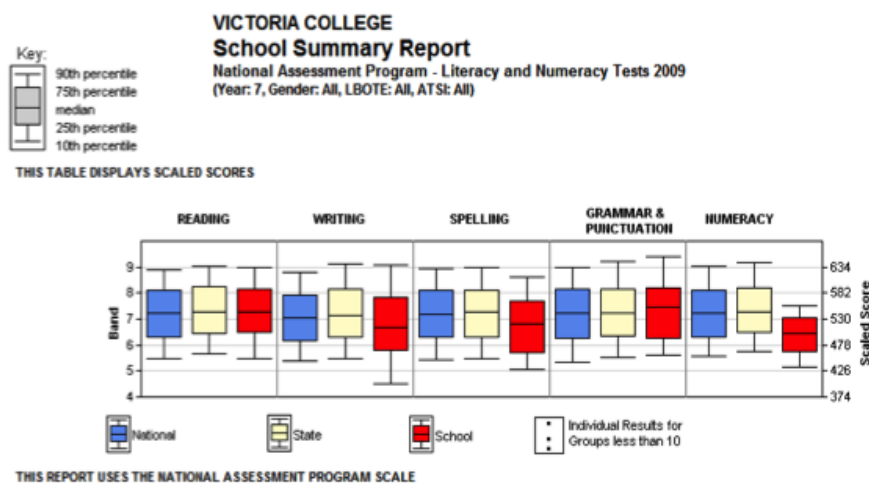 VICTORIA COLLEGE
School Summary Report
National Assessment Program - Literacy and Numeracy Tests 2009
(Year: 7, Gender: All, LBOTE: All, ATSI: All)
Key:
90th percentile
75th percentile
median
25th percentile
10th percentile
THIS TABLE DISPLAYS SCALED SCORES
READING WRITING SPELLING GRAMMAR & PUNCTUATION NUMERACY
Band
9
8
7
6
5
4
634
582
530
478
426
374
Scaled Score
National
State
School
Individual Results for
Groups less than 10
THIS REPORT USES THE NATIONAL ASSESSMENT PROGRAM SCALE